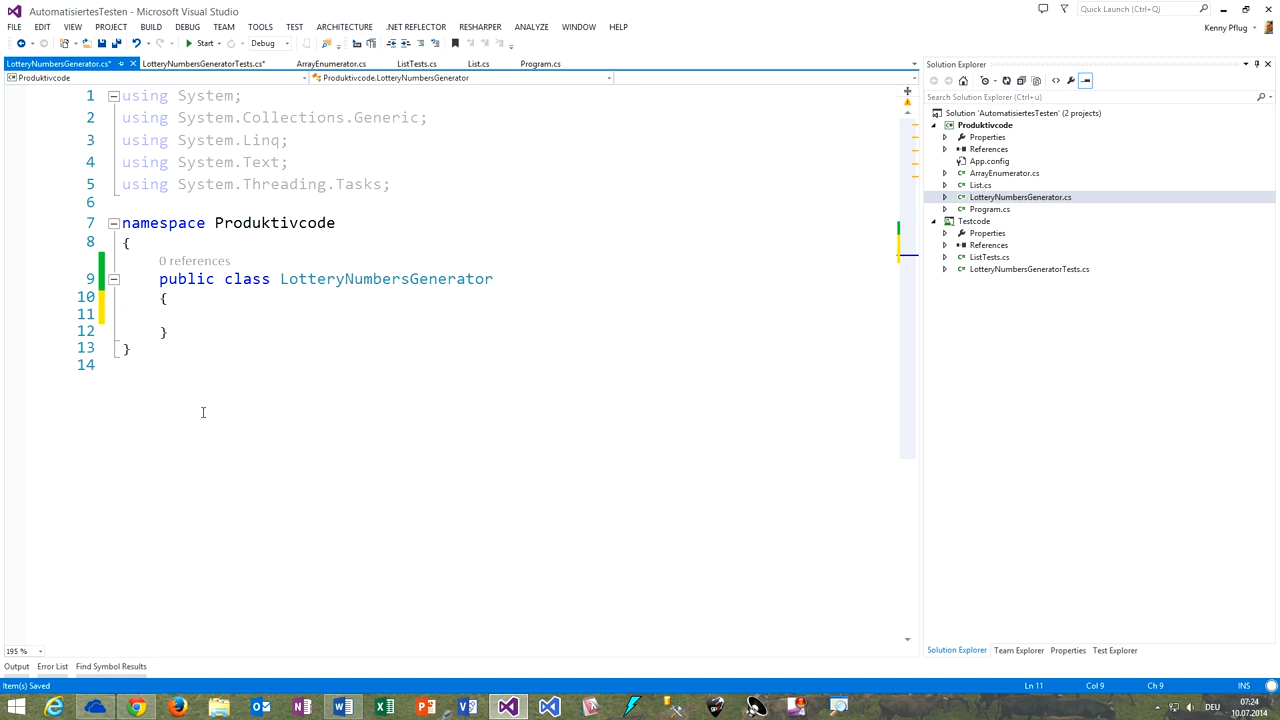 AutomatisiertesTesten - Microsoft Visual Studio
Quick Launch (Ctrl+Q)
FILE EDIT VIEW PROJECT BUILD DEBUG TEAM TOOLS TEST ARCHITECTURE .NET REFLECTOR RESHARPER ANALYZE WINDOW HELP
Kenny Pflug
Start Debug
LotteryNumbersGenerator.cs* LotteryNumbersGeneratorTests.cs* ArrayEnumerator.cs ListTests.cs List.cs Program.cs
Produktivcode Produktivcode.LotteryNumbersGenerator
1 using System;
2 using System.Collections.Generic;
3 using System.Linq;
4 using System.Text;
5 using System.Threading.Tasks;
6
7 namespace Produktivcode
8 {
0 references
9 public class LotteryNumbersGenerator
10 {
11
12 }
13 }
14
195 %
Solution Explorer
Search Solution Explorer (Ctrl+ü)
Solution 'AutomatisiertesTesten' (2 projects)
Produktivcode
Properties
References
App.config
ArrayEnumerator.cs
List.cs
LotteryNumbersGenerator.cs
Program.cs
Testcode
Properties
References
ListTests.cs
LotteryNumbersGeneratorTests.cs
Solution Explorer Team Explorer Properties Test Explorer
Output Error List Find Symbol Results
Item(s) Saved Ln 11 Col 9 Ch 9 INS
DEU
07:24
10.07.2014